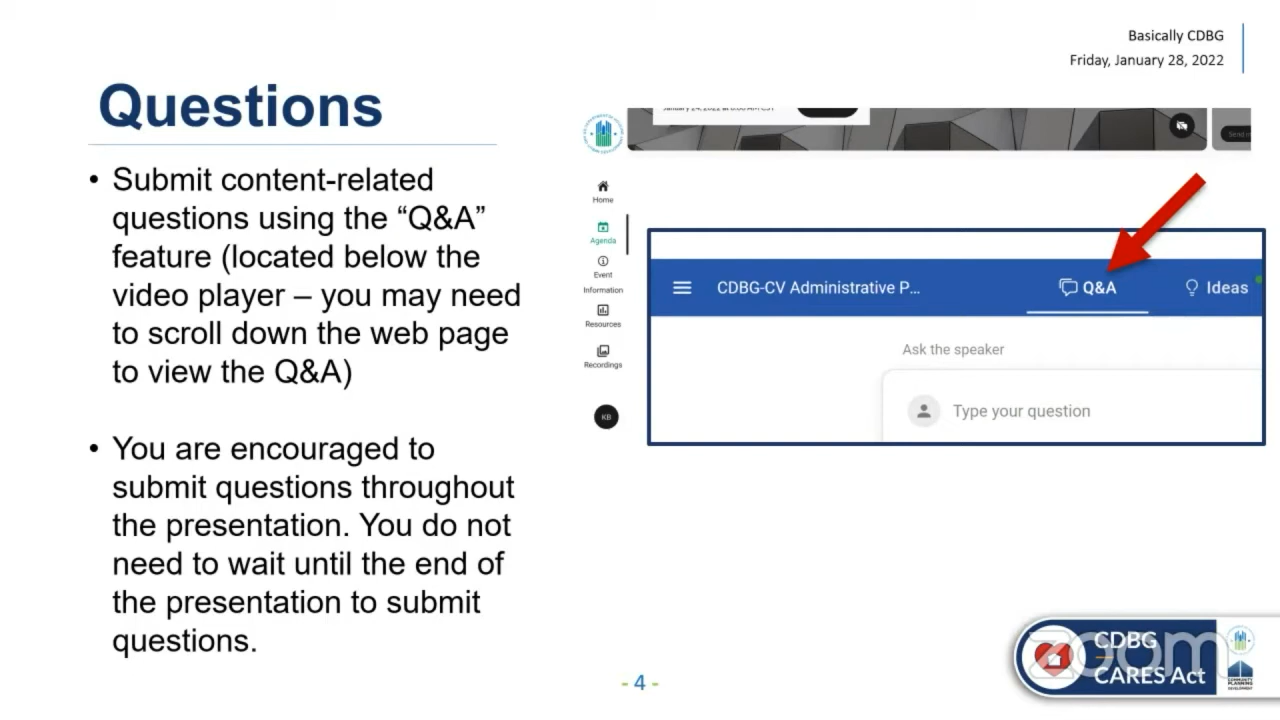 Basically CDBG
Friday, January 28, 2022
Questions
• Submit content-related
questions using the “Q&A”
feature (located below the
video player – you may need
to scroll down the web page
to view the Q&A)
• You are encouraged to
submit questions throughout
the presentation. You do not
need to wait until the end of
the presentation to submit
questions.
Home
Agenda
Event
Information
Resources
Recordings
KB
CDBG-CV Administrative P...
Q&A
Ideas
Ask the speaker
Type your question
- 4 -
CDBG
CARES Act
zoom
COMMUNITY
PLANNING
DEVELOPMENT